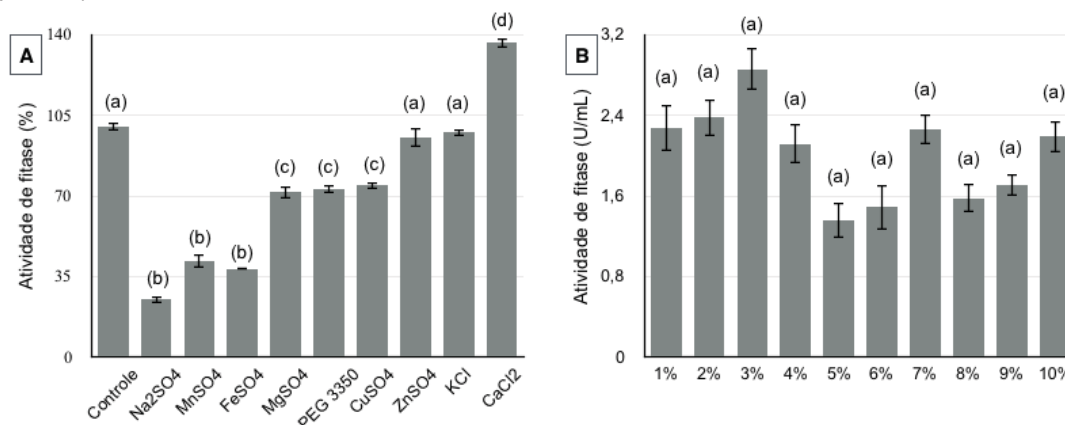 A
Atividade de fitase (%)
140
105
70
35
0
(a)
(b)
(b)
(b)
(c)
(c)
(c)
(a)
(a)
(d)
Controle
Na2SO4
MnSO4
FeSO4
MgSO4
PEG 3350
CuSO4
ZnSO4
KCl
CaCl2
B
Atividade de fitase (U/mL)
3,2
2,4
1,6
0,8
0
(a)
(a)
(a)
(a)
(a)
(a)
(a)
(a)
(a)
(a)
1%
2%
3%
4%
5%
6%
7%
8%
9%
10%